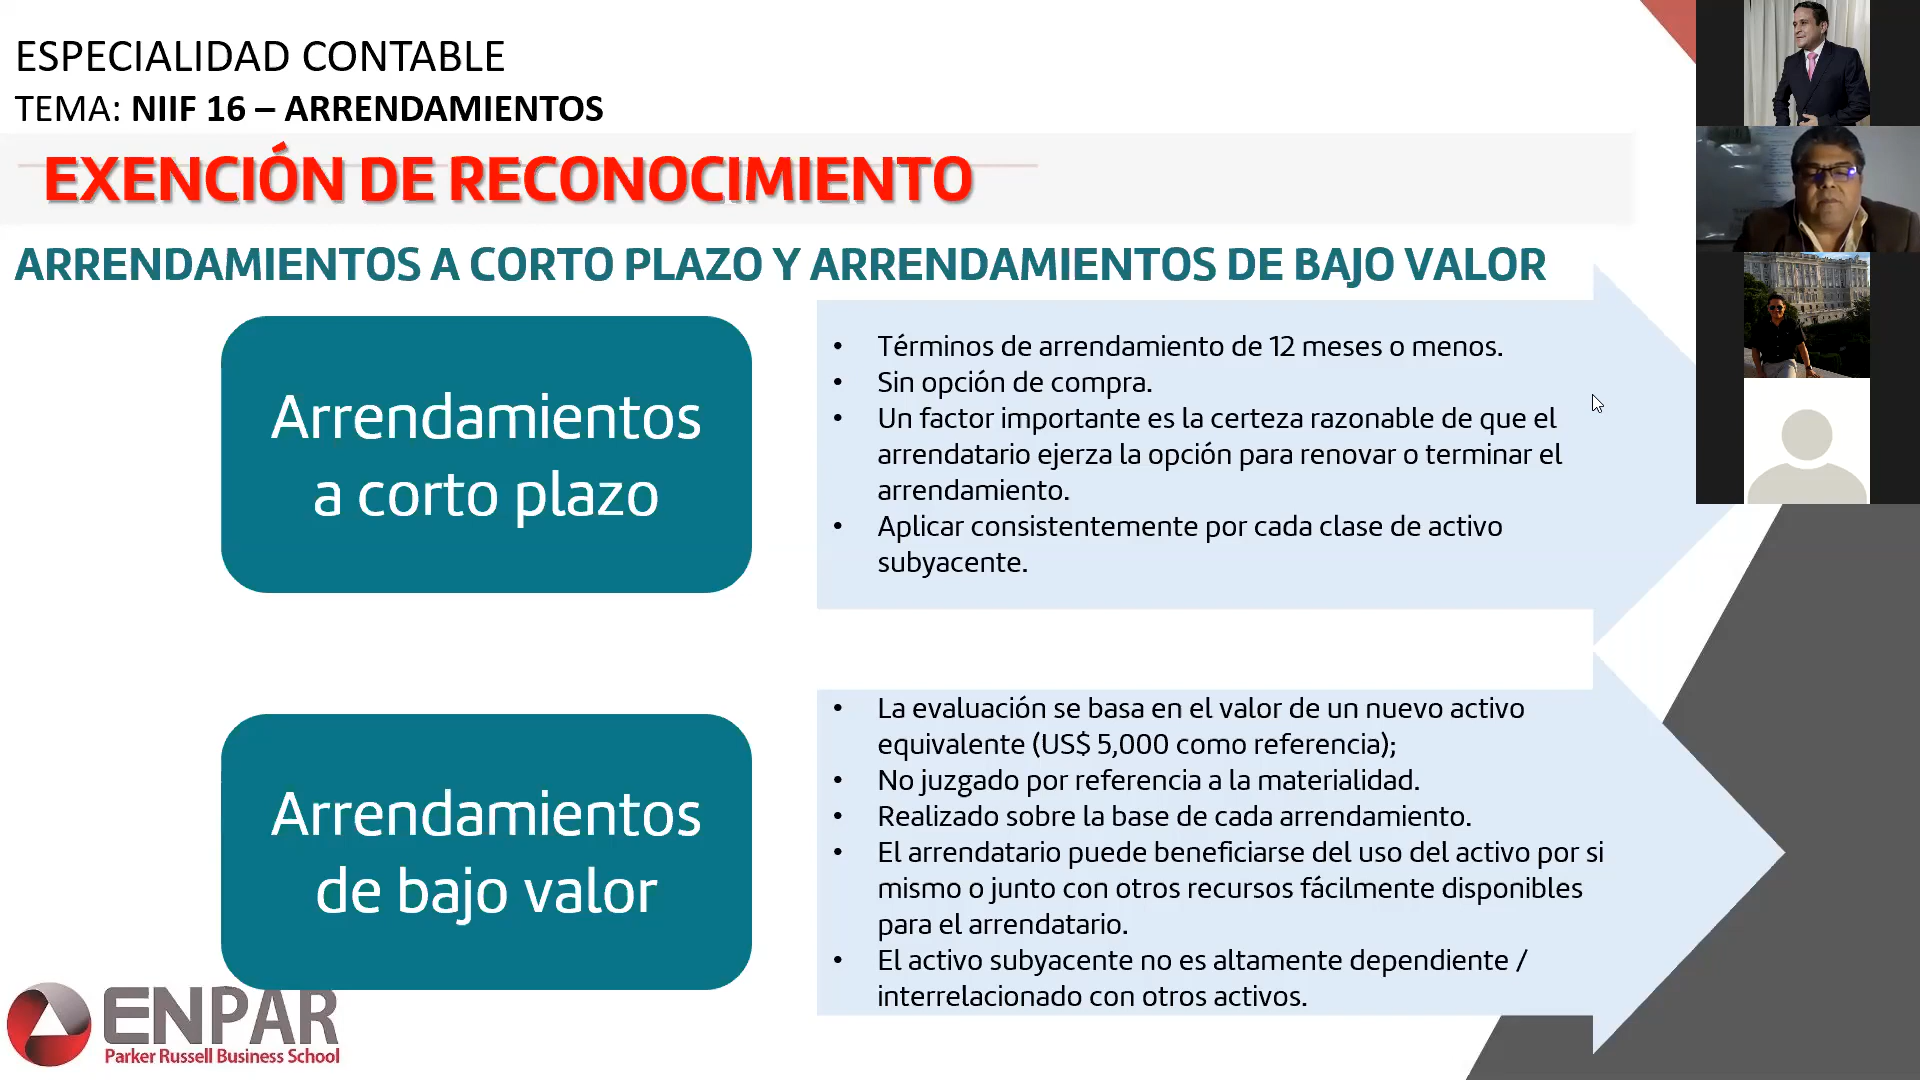 ESPECIALIDAD CONTABLE
TEMA: NIIF 16 – ARRENDAMIENTOS
EXENCIÓN DE RECONOCIMIENTO
ARRENDAMIENTOS A CORTO PLAZO Y ARRENDAMIENTOS DE BAJO VALOR
Arrendamientos
a corto plazo
• Términos de arrendamiento de 12 meses o menos.
• Sin opción de compra.
• Un factor importante es la certeza razonable de que el
arrendatario ejerza la opción para renovar o terminar el
arrendamiento.
• Aplicar consistentemente por cada clase de activo
subyacente.
Arrendamientos
de bajo valor
• La evaluación se basa en el valor de un nuevo activo
equivalente (US$ 5,000 como referencia);
• No juzgado por referencia a la materialidad.
• Realizado sobre la base de cada arrendamiento.
• El arrendatario puede beneficiarse del uso del activo por si
mismo o junto con otros recursos fácilmente disponibles
para el arrendatario.
• El activo subyacente no es altamente dependiente /
interrelacionado con otros activos.
ENPAR
Parker Russell Business School